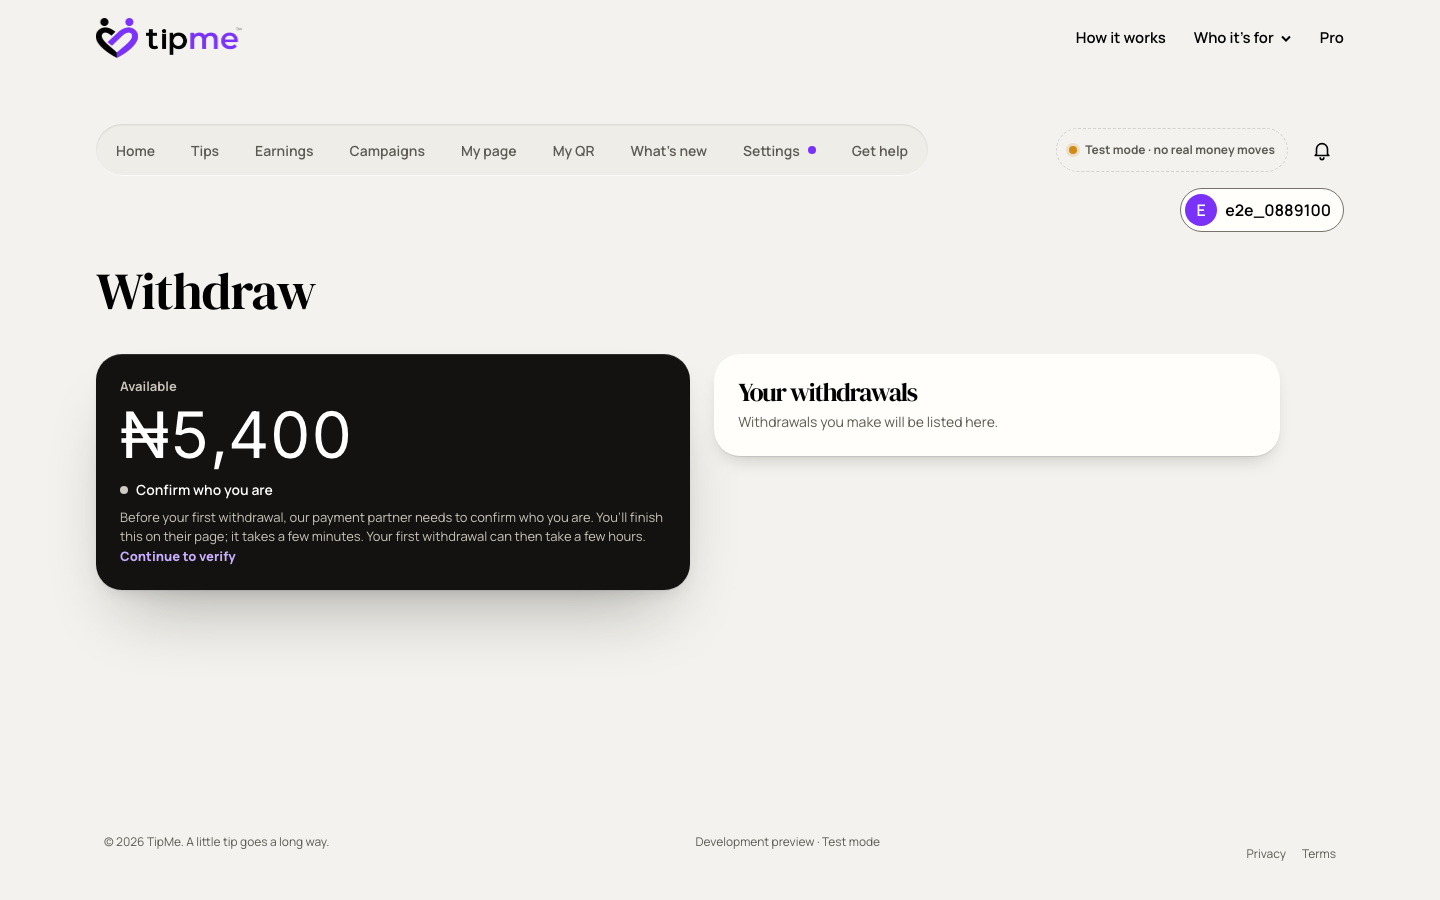 tipme
How it works
Who it's for
Pro
Home
Tips
Earnings
Campaigns
My page
My QR
What's new
Settings
Get help
Test mode · no real money moves
E
e2e_0889100
Withdraw
Available
₦5,400
Confirm who you are
Before your first withdrawal, our payment partner needs to confirm who you are. You'll finish
this on their page; it takes a few minutes. Your first withdrawal can then take a few hours.
Continue to verify
Your withdrawals
Withdrawals you make will be listed here.
© 2026 TipMe. A little tip goes a long way.
Development preview · Test mode
Privacy
Terms